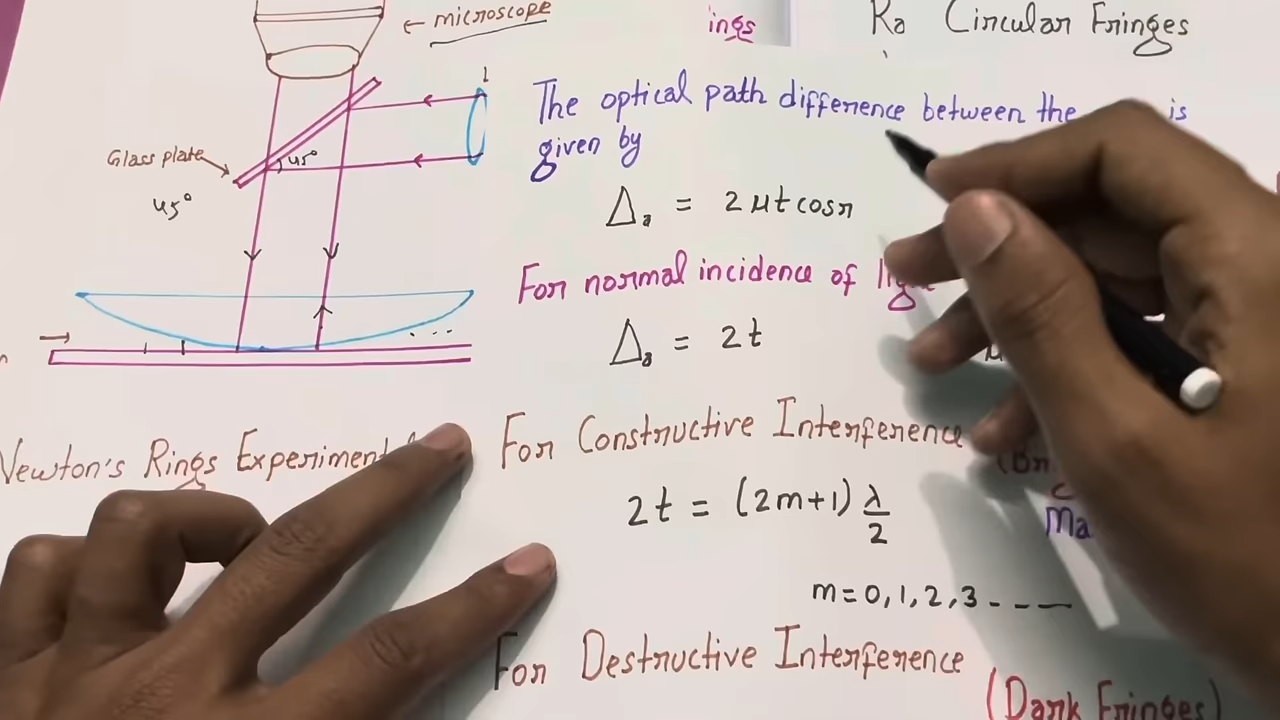 ← microscope
ings
Circular Fringes
L
Glass plate
45°
45°
The optical path difference between the is
given by
Δ = 2μt cosr
For normal incidence of light
Δ = 2t
μ
Newton's Rings Experiment
For Constructive Interference
2t = (2m+1) λ/2
m = 0, 1, 2, 3 - - —
For Destructive Interference
(Dark Fringes)